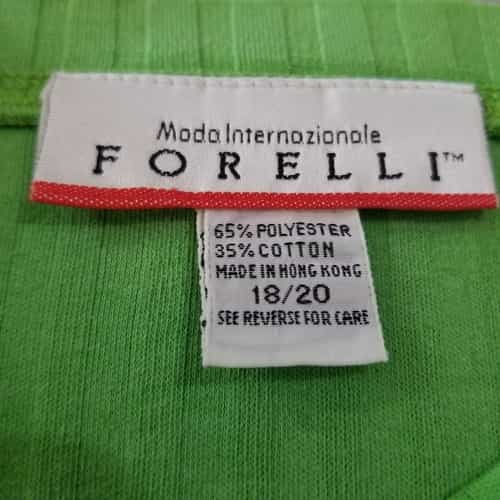 Moda Internazionale
FORELLI™
65% POLYESTER
35% COTTON
MADE IN HONG KONG
18/20
SEE REVERSE FOR CARE